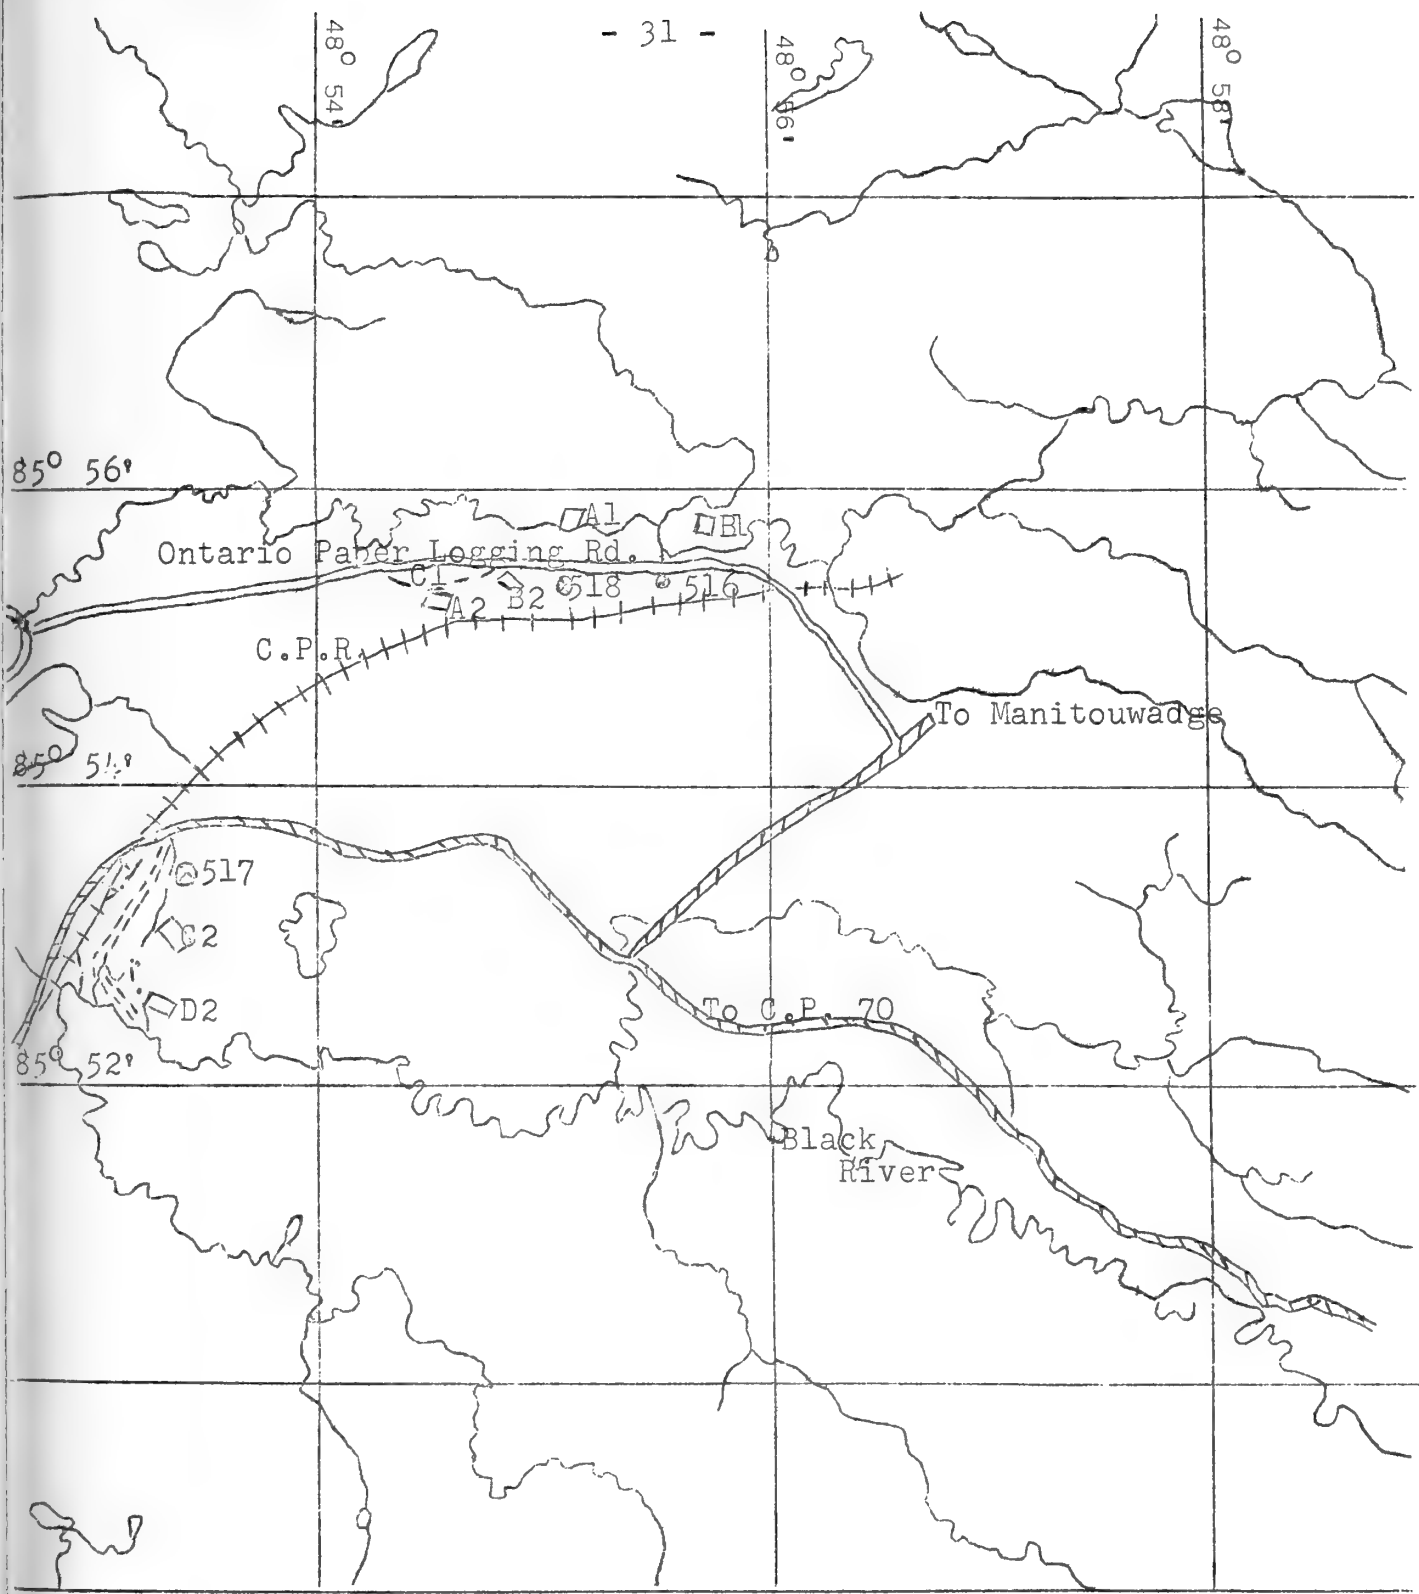 - 31 -
48° 54'
48° 56'
48° 58'
85° 56'
A1
B1
Ontario Paper Logging Rd.
C1
B2
518
516
A2
C.P.R.
To Manitouwadge
85° 54'
517
C2
D2
To C.P. 70
85° 52'
Black
River